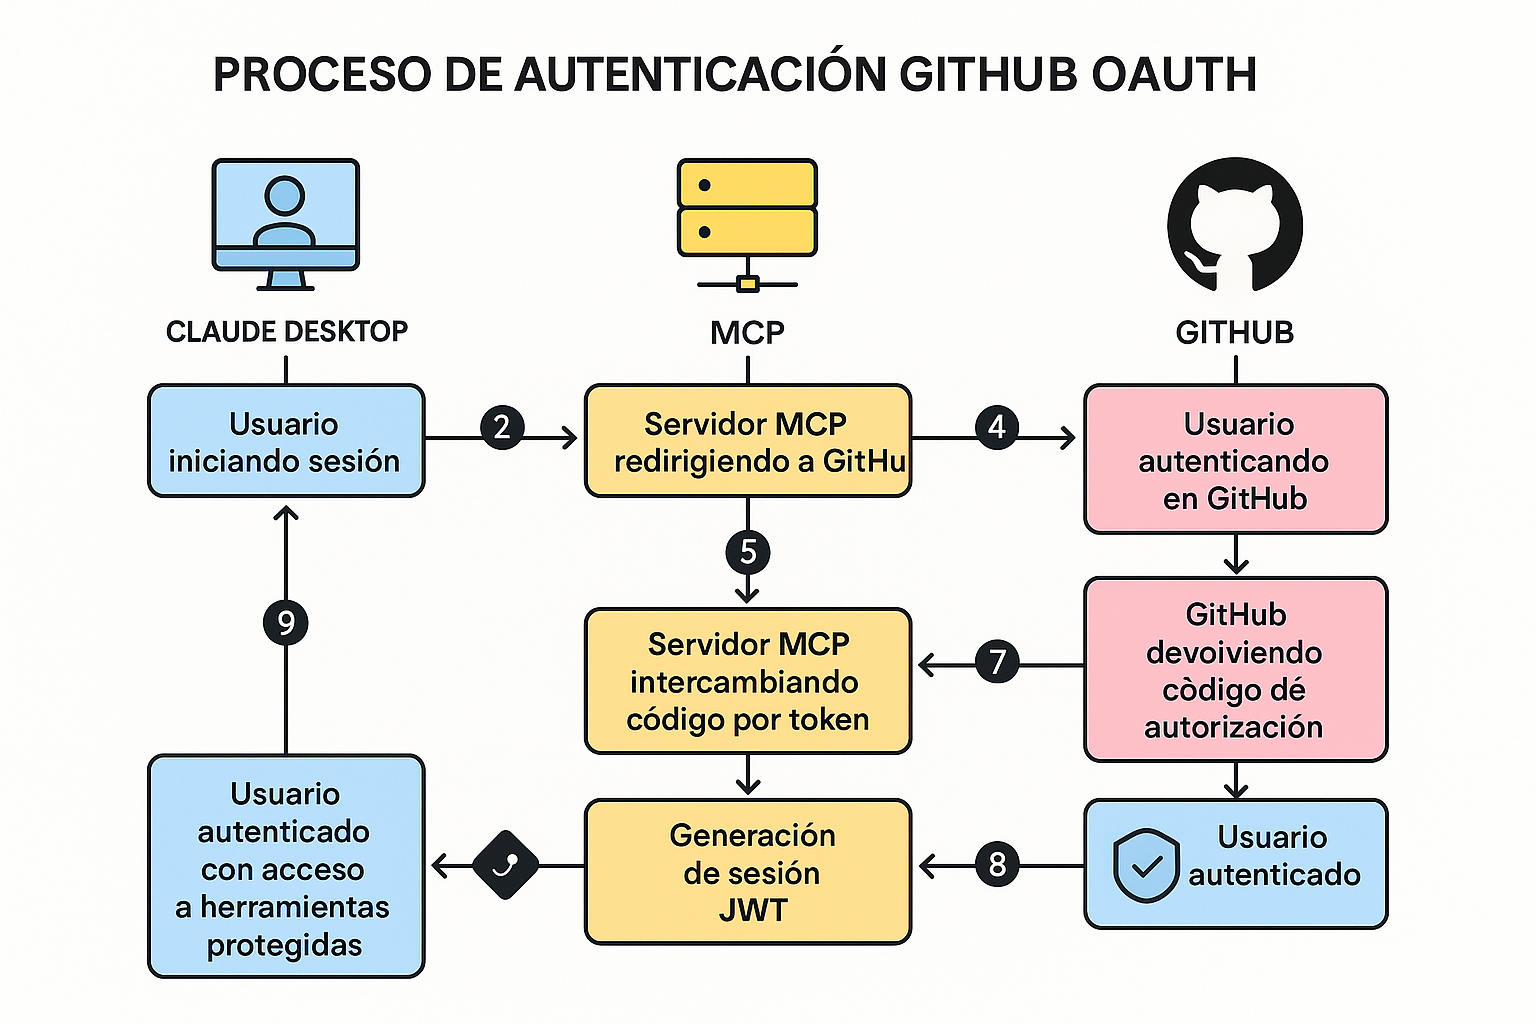 PROCESO DE AUTENTICACIÓN GITHUB OAUTH
CLAUDE DESKTOP
MCP
GITHUB
Usuario
iniciando sesión
2
Servidor MCP
redirigiendo a GitHu
4
Usuario
autenticando
en GitHub
5
9
Servidor MCP
intercambiando
código por token
7
GitHub
devoiviendo
còdigo dé
autorización
Usuario
autenticado
con acceso
a herramientas
protegidas
Generación
de sesión
JWT
8
Usuario
autenticado